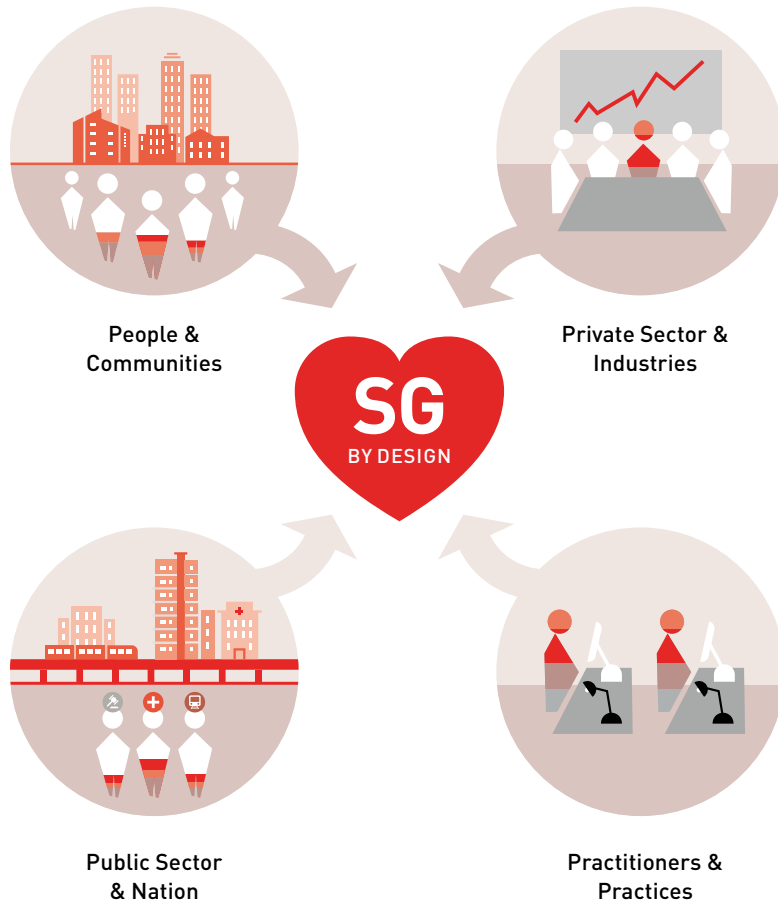 People &
Communities
Private Sector &
Industries
SG
BY DESIGN
Public Sector
& Nation
Practitioners &
Practices